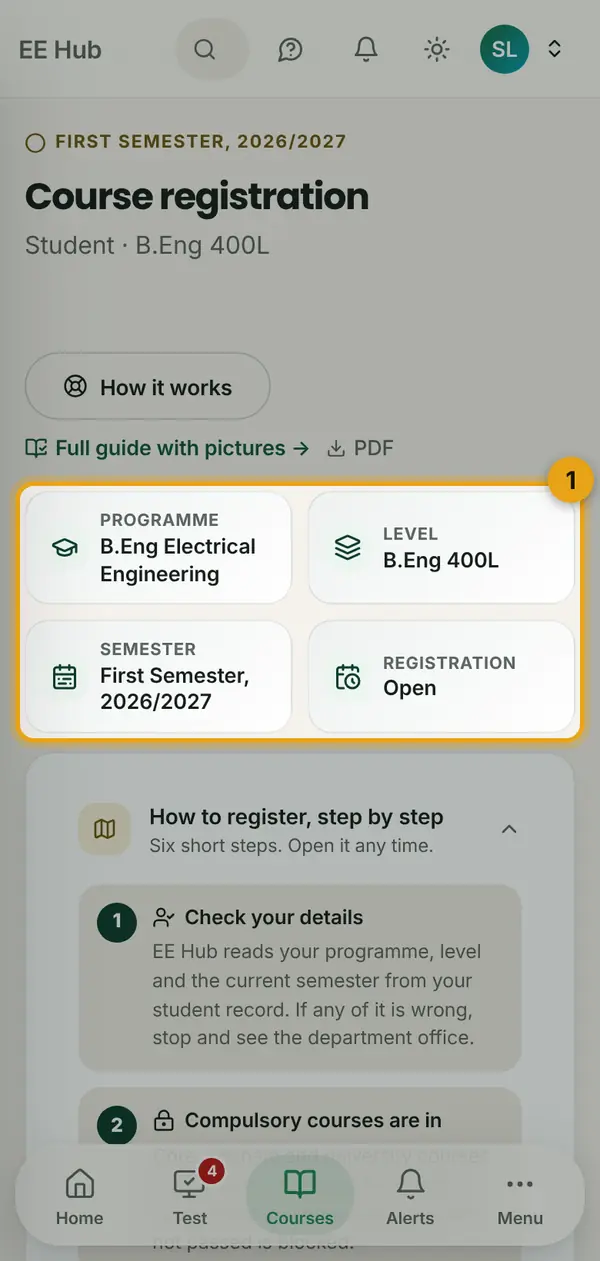 EE Hub
SL
FIRST SEMESTER, 2026/2027
Course registration
Student · B.Eng 400L
How it works
Full guide with pictures → PDF
1
PROGRAMME
B.Eng Electrical
Engineering
LEVEL
B.Eng 400L
SEMESTER
First Semester,
2026/2027
REGISTRATION
Open
How to register, step by step
Six short steps. Open it any time.
1
Check your details
EE Hub reads your programme, level
and the current semester from your
student record. If any of it is wrong,
stop and see the department office.
2
Compulsory courses are in
not passed is blocked.
4
Home
Test
Courses
Alerts
Menu